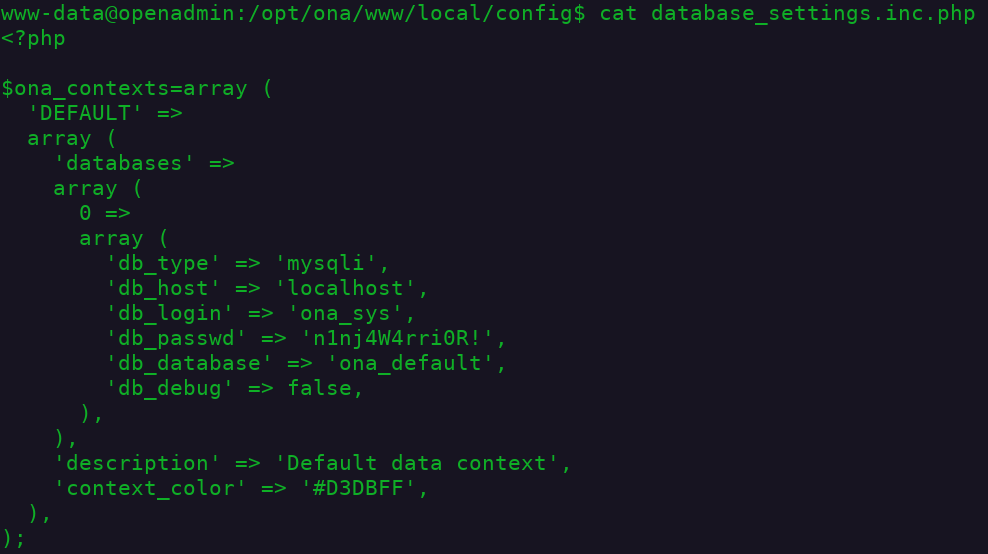 www-data@openadmin:/opt/ona/www/local/config$ cat database_settings.inc.php
<?php

$ona_contexts=array (
  'DEFAULT' =>
  array (
    'databases' =>
    array (
      0 =>
      array (
        'db_type' => 'mysqli',
        'db_host' => 'localhost',
        'db_login' => 'ona_sys',
        'db_passwd' => 'n1nj4W4rri0R!',
        'db_database' => 'ona_default',
        'db_debug' => false,
      ),
    ),
    'description' => 'Default data context',
    'context_color' => '#D3DBFF',
  ),
);